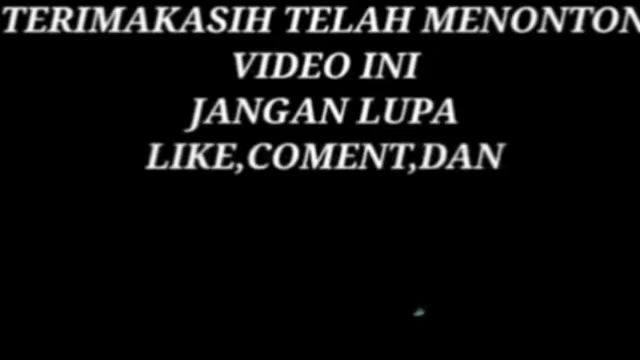 TERIMAKASIH TELAH MENONTON
VIDEO INI
JANGAN LUPA
LIKE,COMENT,DAN